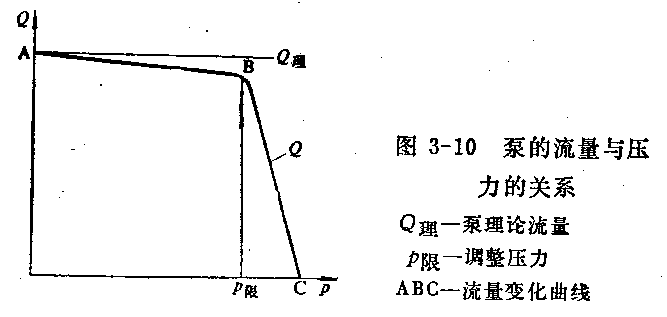 Q
A
Q理
B
Q
p限 C p
图 3-10 泵的流量与压
力的关系
Q理—泵理论流量
p限—调整压力
ABC—流量变化曲线